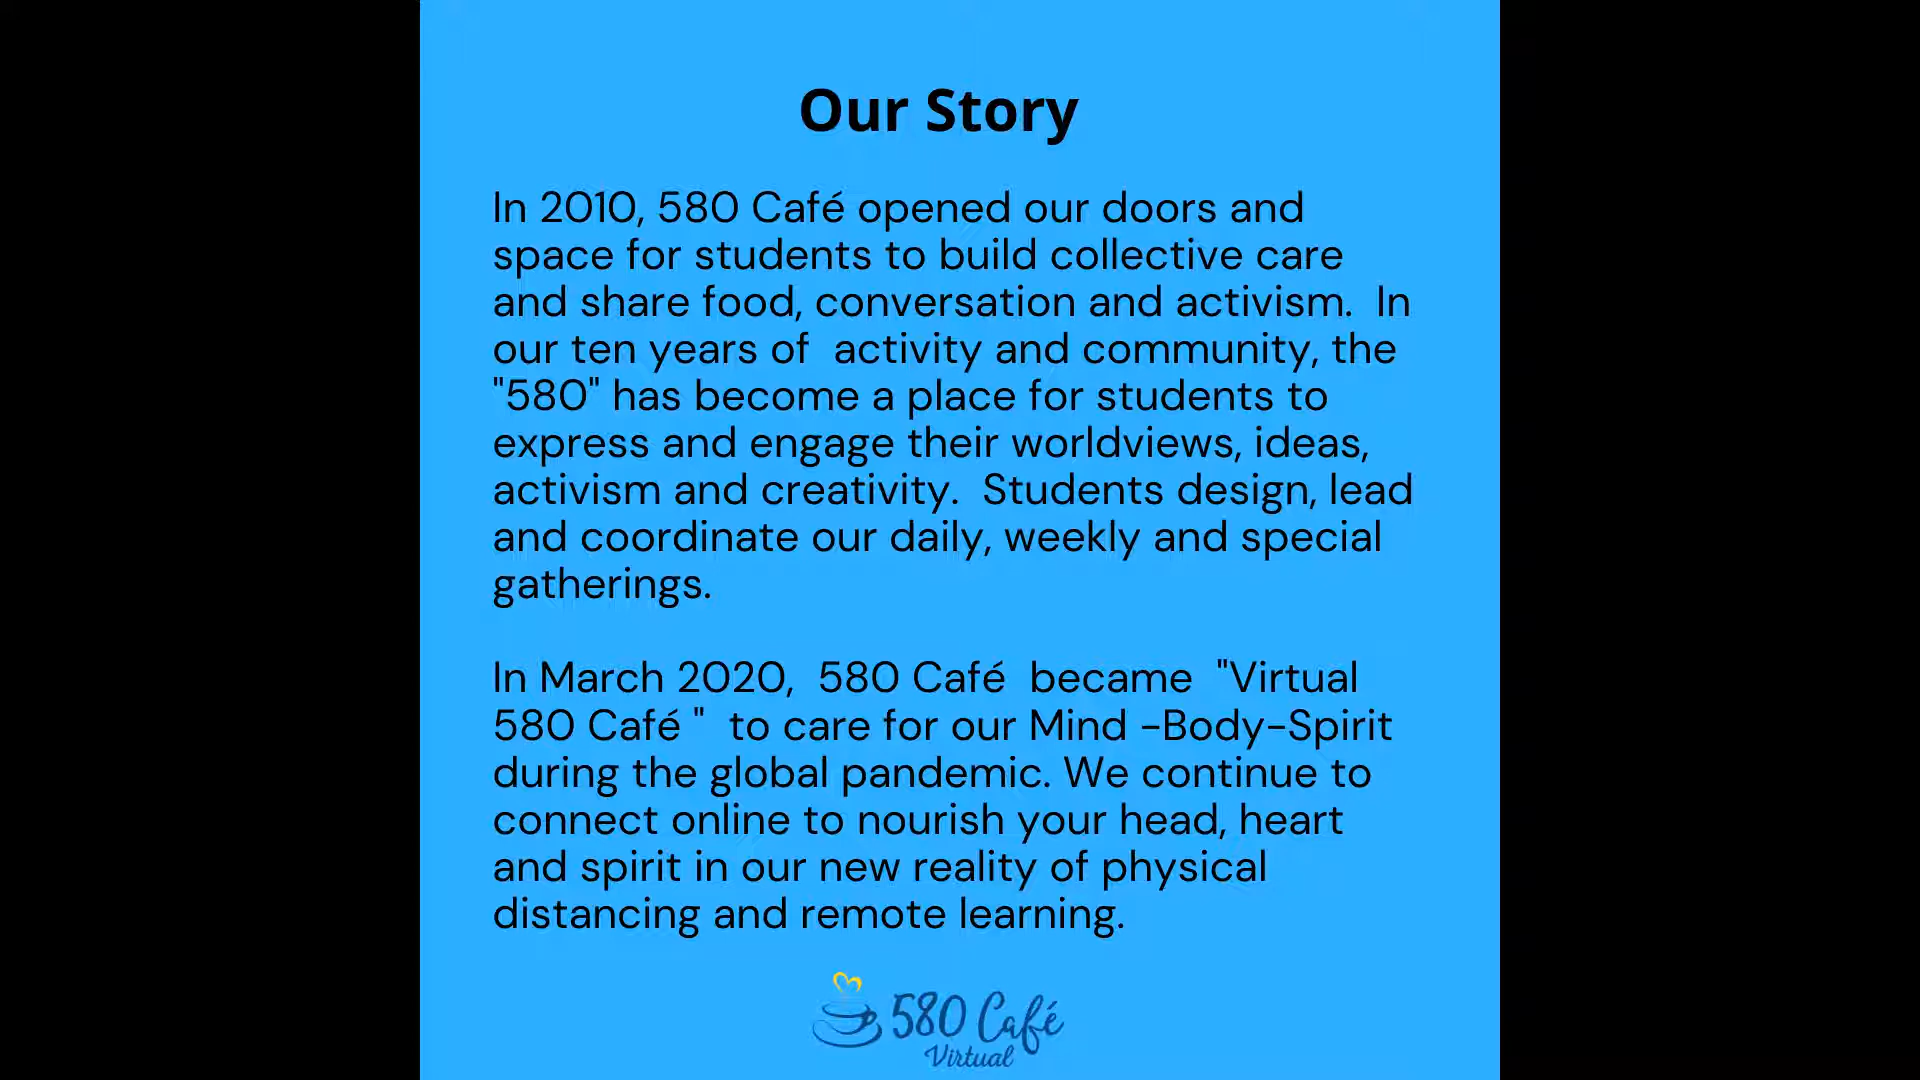 Our Story
In 2010, 580 Café opened our doors and
space for students to build collective care
and share food, conversation and activism.  In
our ten years of  activity and community, the
"580" has become a place for students to
express and engage their worldviews, ideas,
activism and creativity.  Students design, lead
and coordinate our daily, weekly and special
gatherings.
In March 2020,  580 Café  became  "Virtual
580 Café "  to care for our Mind -Body-Spirit
during the global pandemic. We continue to
connect online to nourish your head, heart
and spirit in our new reality of physical
distancing and remote learning.
580 Café
Virtual